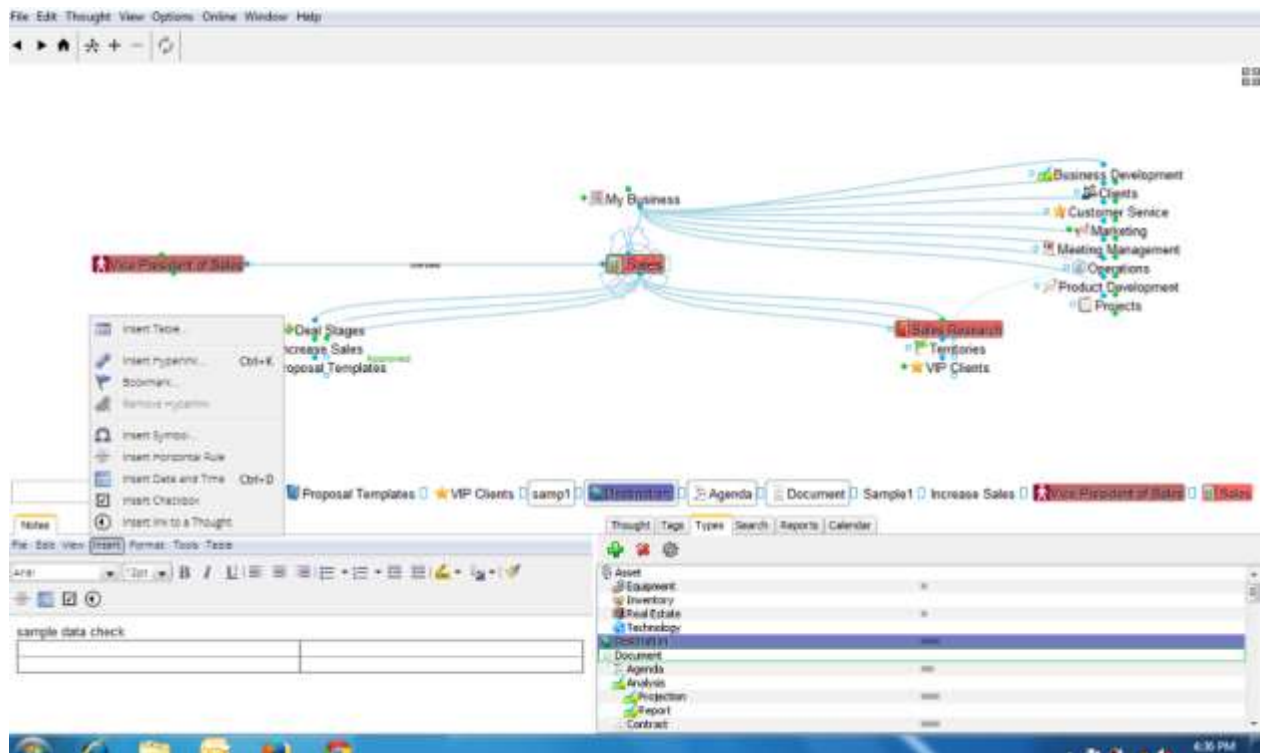 File Edit Thought View Options Online Window Help
My Business
Business Development
Clients
Customer Service
Marketing
Meeting Management
Operations
Product Development
Projects
Vice President of Sales
Sales
Deal Stages
Increase Sales
Approved
Proposal Templates
Sales Research
Territories
VIP Clients
Insert Table...
Insert Hyperlink... Ctrl+K
Bookmark...
Remove Hyperlink
Insert Symbol...
Insert Horizontal Rule
Insert Date and Time Ctrl+D
Insert Checkbox
Insert link to a Thought
Proposal Templates VIP Clients samp1 Destination Agenda Document Sample1 Increase Sales Vice President of Sales Sales
Notes
File Edit View Insert Format Tools Table
Arial 12pt B I U
sample data check
Thought Tags Types Search Reports Calendar
Asset
Equipment
Inventory
Real Estate
Technology
Destination
Document
Agenda
Analysis
Projection
Report
Contract